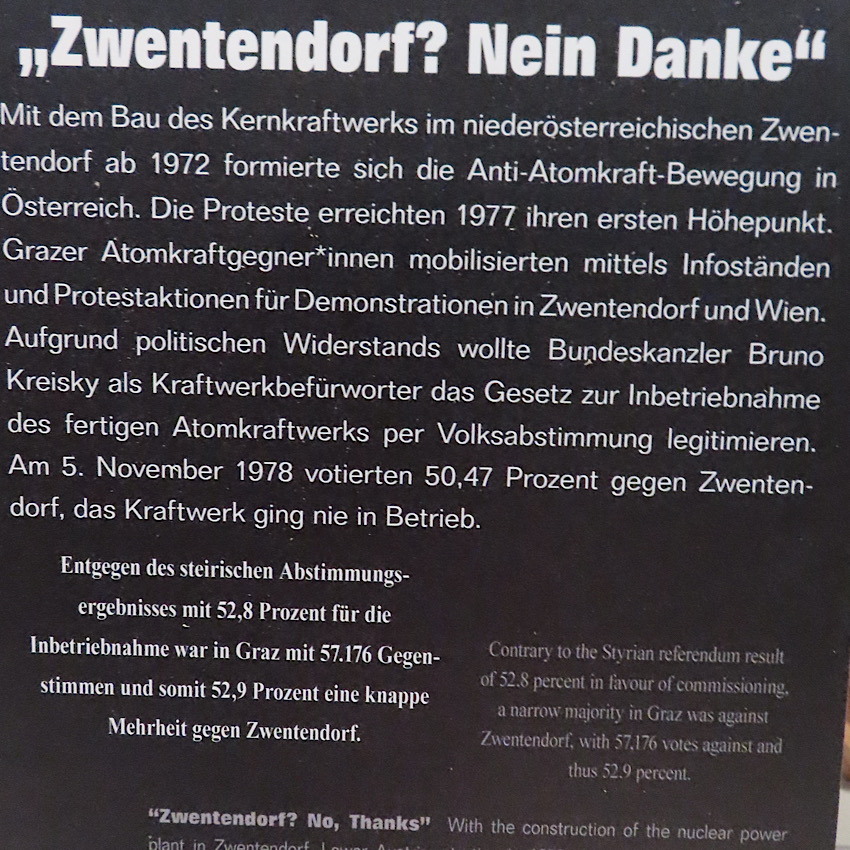 „Zwentendorf? Nein Danke“
Mit dem Bau des Kernkraftwerks im niederösterreichischen Zwen-
tendorf ab 1972 formierte sich die Anti-Atomkraft-Bewegung in
Österreich. Die Proteste erreichten 1977 ihren ersten Höhepunkt.
Grazer Atomkraftgegner*innen mobilisierten mittels Infoständen
und Protestaktionen für Demonstrationen in Zwentendorf und Wien.
Aufgrund politischen Widerstands wollte Bundeskanzler Bruno
Kreisky als Kraftwerkbefürworter das Gesetz zur Inbetriebnahme
des fertigen Atomkraftwerks per Volksabstimmung legitimieren.
Am 5. November 1978 votierten 50,47 Prozent gegen Zwenten-
dorf, das Kraftwerk ging nie in Betrieb.
Entgegen des steirischen Abstimmungs-
ergebnisses mit 52,8 Prozent für die
Inbetriebnahme war in Graz mit 57.176 Gegen-
stimmen und somit 52,9 Prozent eine knappe
Mehrheit gegen Zwentendorf.
Contrary to the Styrian referendum result
of 52.8 percent in favour of commissioning,
a narrow majority in Graz was against
Zwentendorf, with 57,176 votes against and
thus 52.9 percent.
“Zwentendorf? No, Thanks” With the construction of the nuclear power
plant in Zwentendorf, Lower